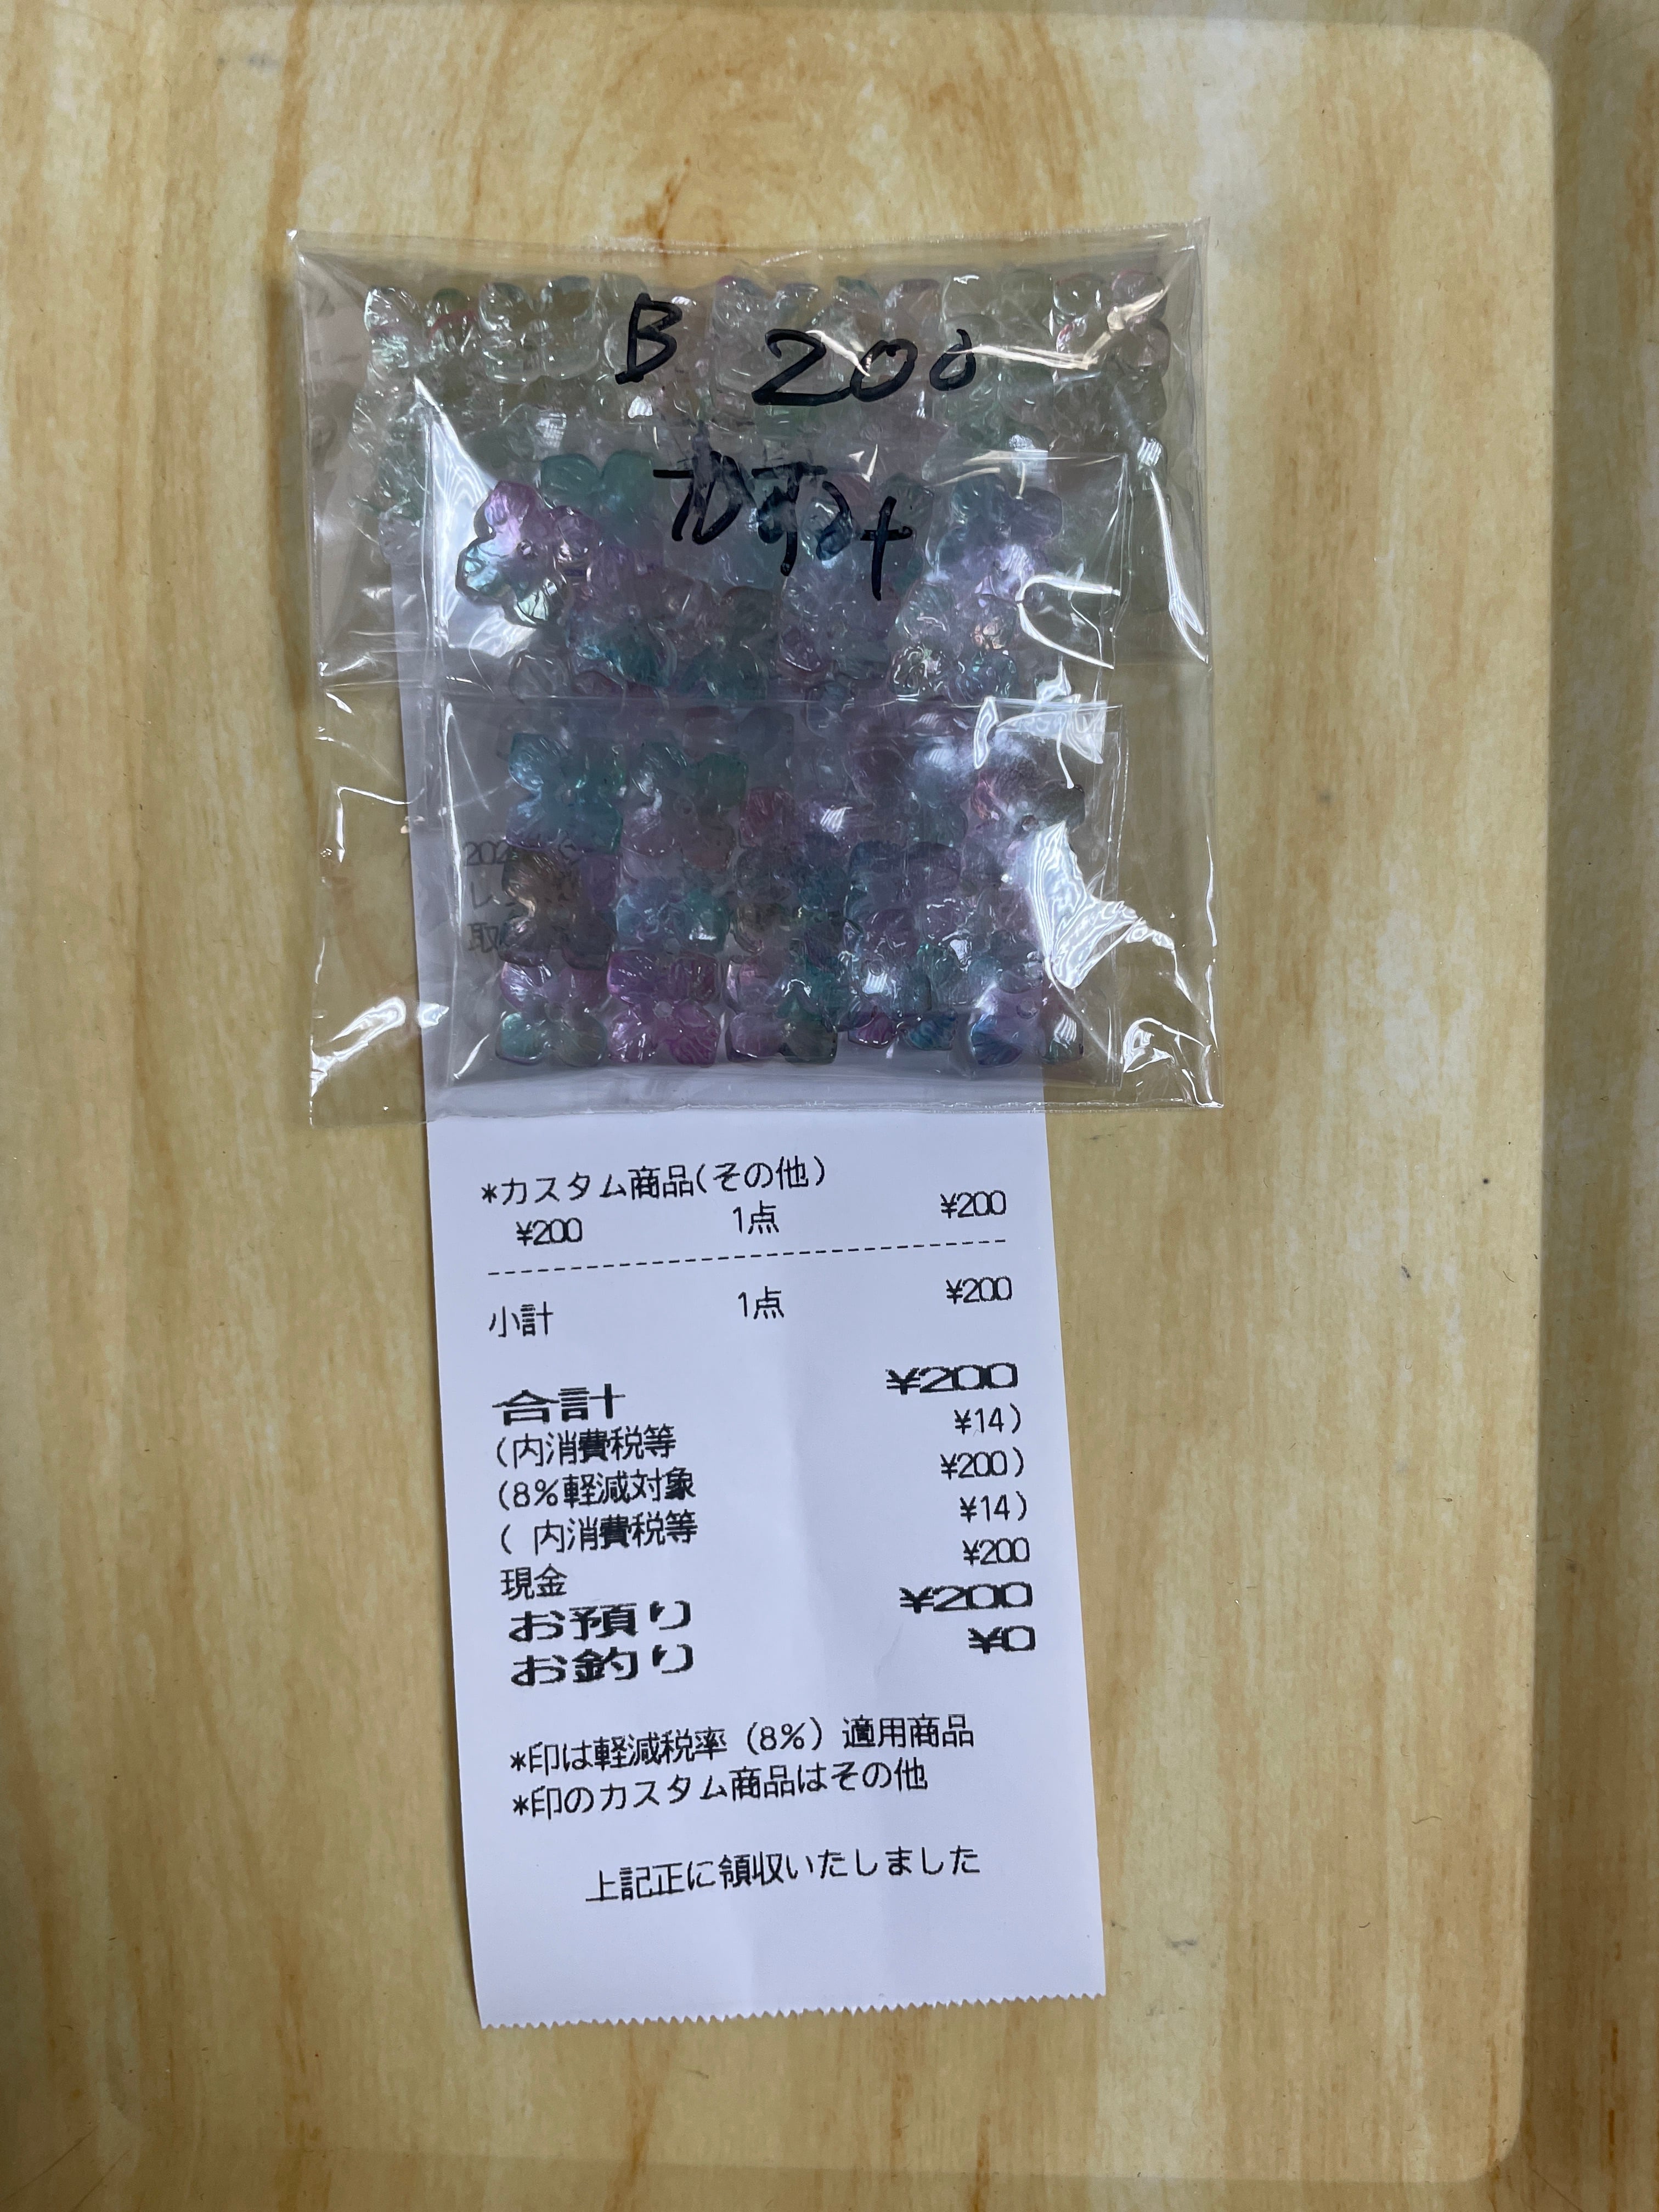 B 200
202
レ
取
*カスタム商品(その他)
¥200 1点 ¥200
小計 1点 ¥200
合計 ¥200
(内消費税等 ¥14)
(8%軽減対象 ¥200)
( 内消費税等 ¥14)
現金 ¥200
お預り ¥200
お釣り ¥0
*印は軽減税率(8%)適用商品
*印のカスタム商品はその他
上記正に領収いたしました